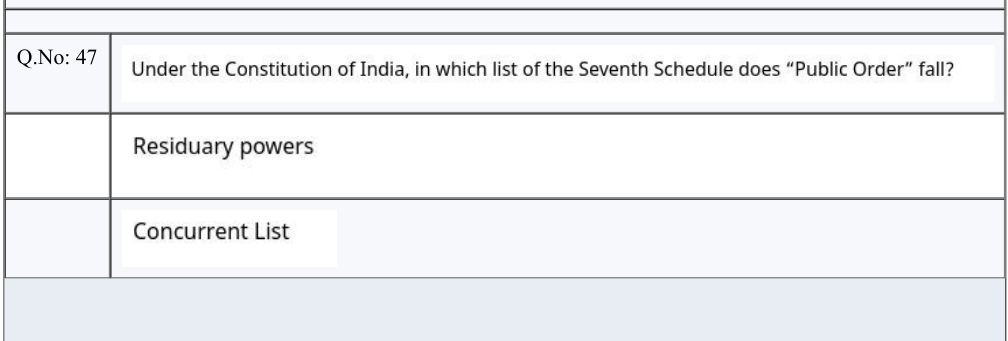 Q.No: 47
Under the Constitution of India, in which list of the Seventh Schedule does “Public Order” fall?
Residuary powers
Concurrent List